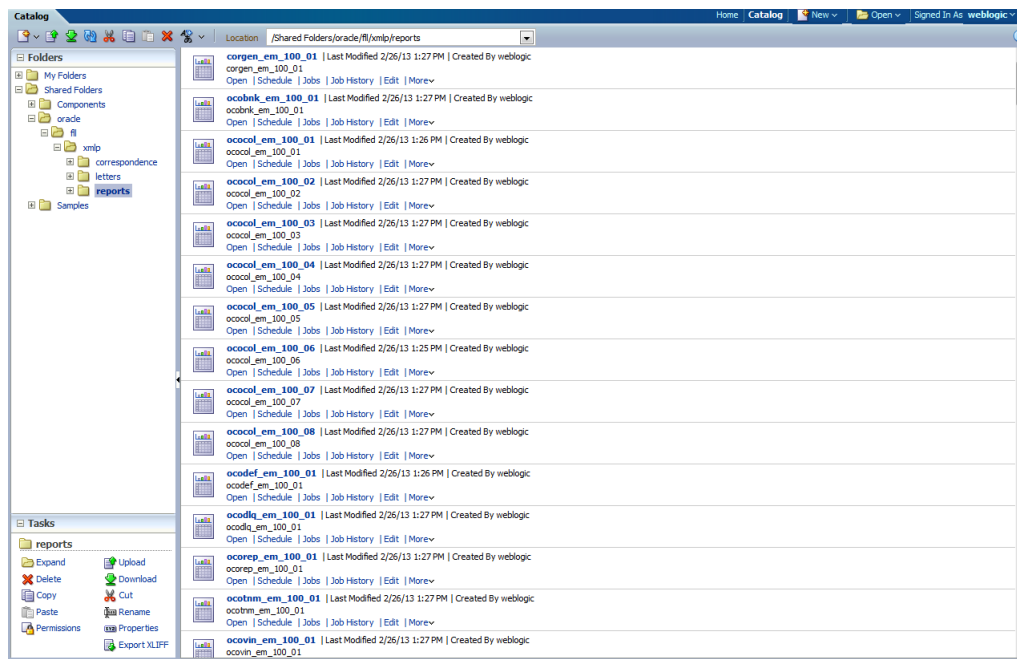 Catalog
Home Catalog New Open Signed In As weblogic
Location /Shared Folders/oracle/fll/xmlp/reports
Folders
My Folders
Shared Folders
Components
oracle
fll
xmlp
correspondence
letters
reports
Samples
corgen_em_100_01 | Last Modified 2/26/13 1:27 PM | Created By weblogic
corgen_em_100_01
Open | Schedule | Jobs | Job History | Edit | More
ocobnk_em_100_01 | Last Modified 2/26/13 1:27 PM | Created By weblogic
ocobnk_em_100_01
Open | Schedule | Jobs | Job History | Edit | More
ococol_em_100_01 | Last Modified 2/26/13 1:26 PM | Created By weblogic
ococol_em_100_01
Open | Schedule | Jobs | Job History | Edit | More
ococol_em_100_02 | Last Modified 2/26/13 1:27 PM | Created By weblogic
ococol_em_100_02
Open | Schedule | Jobs | Job History | Edit | More
ococol_em_100_03 | Last Modified 2/26/13 1:27 PM | Created By weblogic
ococol_em_100_03
Open | Schedule | Jobs | Job History | Edit | More
ococol_em_100_04 | Last Modified 2/26/13 1:27 PM | Created By weblogic
ococol_em_100_04
Open | Schedule | Jobs | Job History | Edit | More
ococol_em_100_05 | Last Modified 2/26/13 1:27 PM | Created By weblogic
ococol_em_100_05
Open | Schedule | Jobs | Job History | Edit | More
ococol_em_100_06 | Last Modified 2/26/13 1:25 PM | Created By weblogic
ococol_em_100_06
Open | Schedule | Jobs | Job History | Edit | More
ococol_em_100_07 | Last Modified 2/26/13 1:27 PM | Created By weblogic
ococol_em_100_07
Open | Schedule | Jobs | Job History | Edit | More
ococol_em_100_08 | Last Modified 2/26/13 1:27 PM | Created By weblogic
ococol_em_100_08
Open | Schedule | Jobs | Job History | Edit | More
ocodef_em_100_01 | Last Modified 2/26/13 1:26 PM | Created By weblogic
ocodef_em_100_01
Open | Schedule | Jobs | Job History | Edit | More
ocodlq_em_100_01 | Last Modified 2/26/13 1:27 PM | Created By weblogic
ocodlq_em_100_01
Open | Schedule | Jobs | Job History | Edit | More
ocorep_em_100_01 | Last Modified 2/26/13 1:27 PM | Created By weblogic
ocorep_em_100_01
Open | Schedule | Jobs | Job History | Edit | More
ocotnm_em_100_01 | Last Modified 2/26/13 1:27 PM | Created By weblogic
ocotnm_em_100_01
Open | Schedule | Jobs | Job History | Edit | More
ocovin_em_100_01 | Last Modified 2/26/13 1:27 PM | Created By weblogic
ocovin_em_100_01
Tasks
reports
Expand Upload
Delete Download
Copy Cut
Paste Rename
Permissions Properties
Export XLIFF